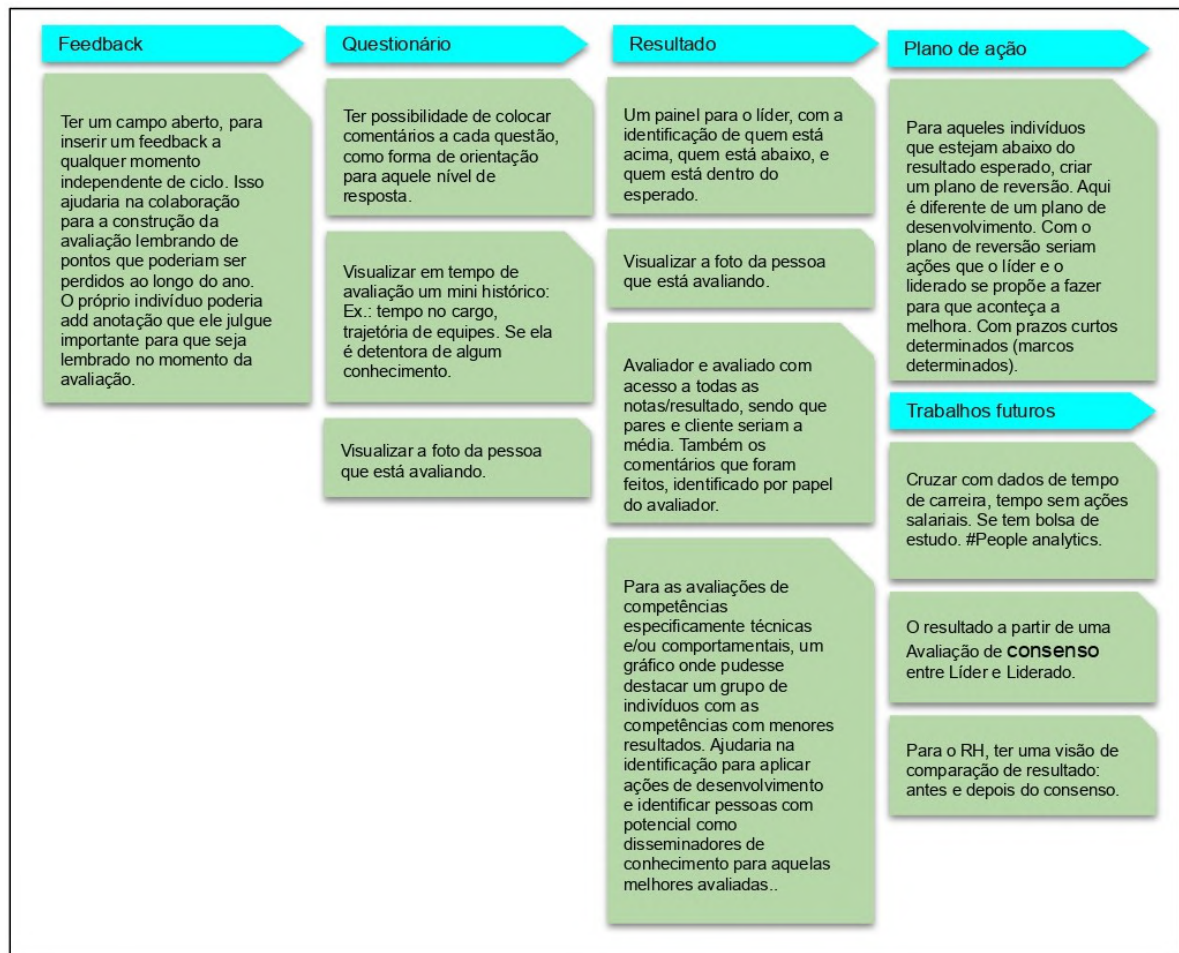 Feedback
Ter um campo aberto, para
inserir um feedback a
qualquer momento
independente de ciclo. Isso
ajudaria na colaboração
para a construção da
avaliação lembrando de
pontos que poderiam ser
perdidos ao longo do ano.
O próprio indivíduo poderia
add anotação que ele julgue
importante para que seja
lembrado no momento da
avaliação.
Questionário
Ter possibilidade de colocar
comentários a cada questão,
como forma de orientação
para aquele nível de
resposta.
Visualizar em tempo de
avaliação um mini histórico:
Ex.: tempo no cargo,
trajetória de equipes. Se ela
é detentora de algum
conhecimento.
Visualizar a foto da pessoa
que está avaliando.
Resultado
Um painel para o líder, com a
identificação de quem está
acima, quem está abaixo, e
quem está dentro do
esperado.
Visualizar a foto da pessoa
que está avaliando.
Avaliador e avaliado com
acesso a todas as
notas/resultado, sendo que
pares e cliente seriam a
média. Também os
comentários que foram
feitos, identificado por papel
do avaliador.
Para as avaliações de
competências
especificamente técnicas
e/ou comportamentais, um
gráfico onde pudesse
destacar um grupo de
indivíduos com as
competências com menores
resultados. Ajudaria na
identificação para aplicar
ações de desenvolvimento
e identificar pessoas com
potencial como
disseminadores de
conhecimento para aquelas
melhores avaliadas..
Plano de ação
Para aqueles indivíduos
que estejam abaixo do
resultado esperado, criar
um plano de reversão. Aqui
é diferente de um plano de
desenvolvimento. Com o
plano de reversão seriam
ações que o líder e o
liderado se propõe a fazer
para que aconteça a
melhora. Com prazos curtos
determinados (marcos
determinados).
Trabalhos futuros
Cruzar com dados de tempo
de carreira, tempo sem ações
salariais. Se tem bolsa de
estudo. #People analytics.
O resultado a partir de uma
Avaliação de consenso
entre Líder e Liderado.
Para o RH, ter uma visão de
comparação de resultado:
antes e depois do consenso.